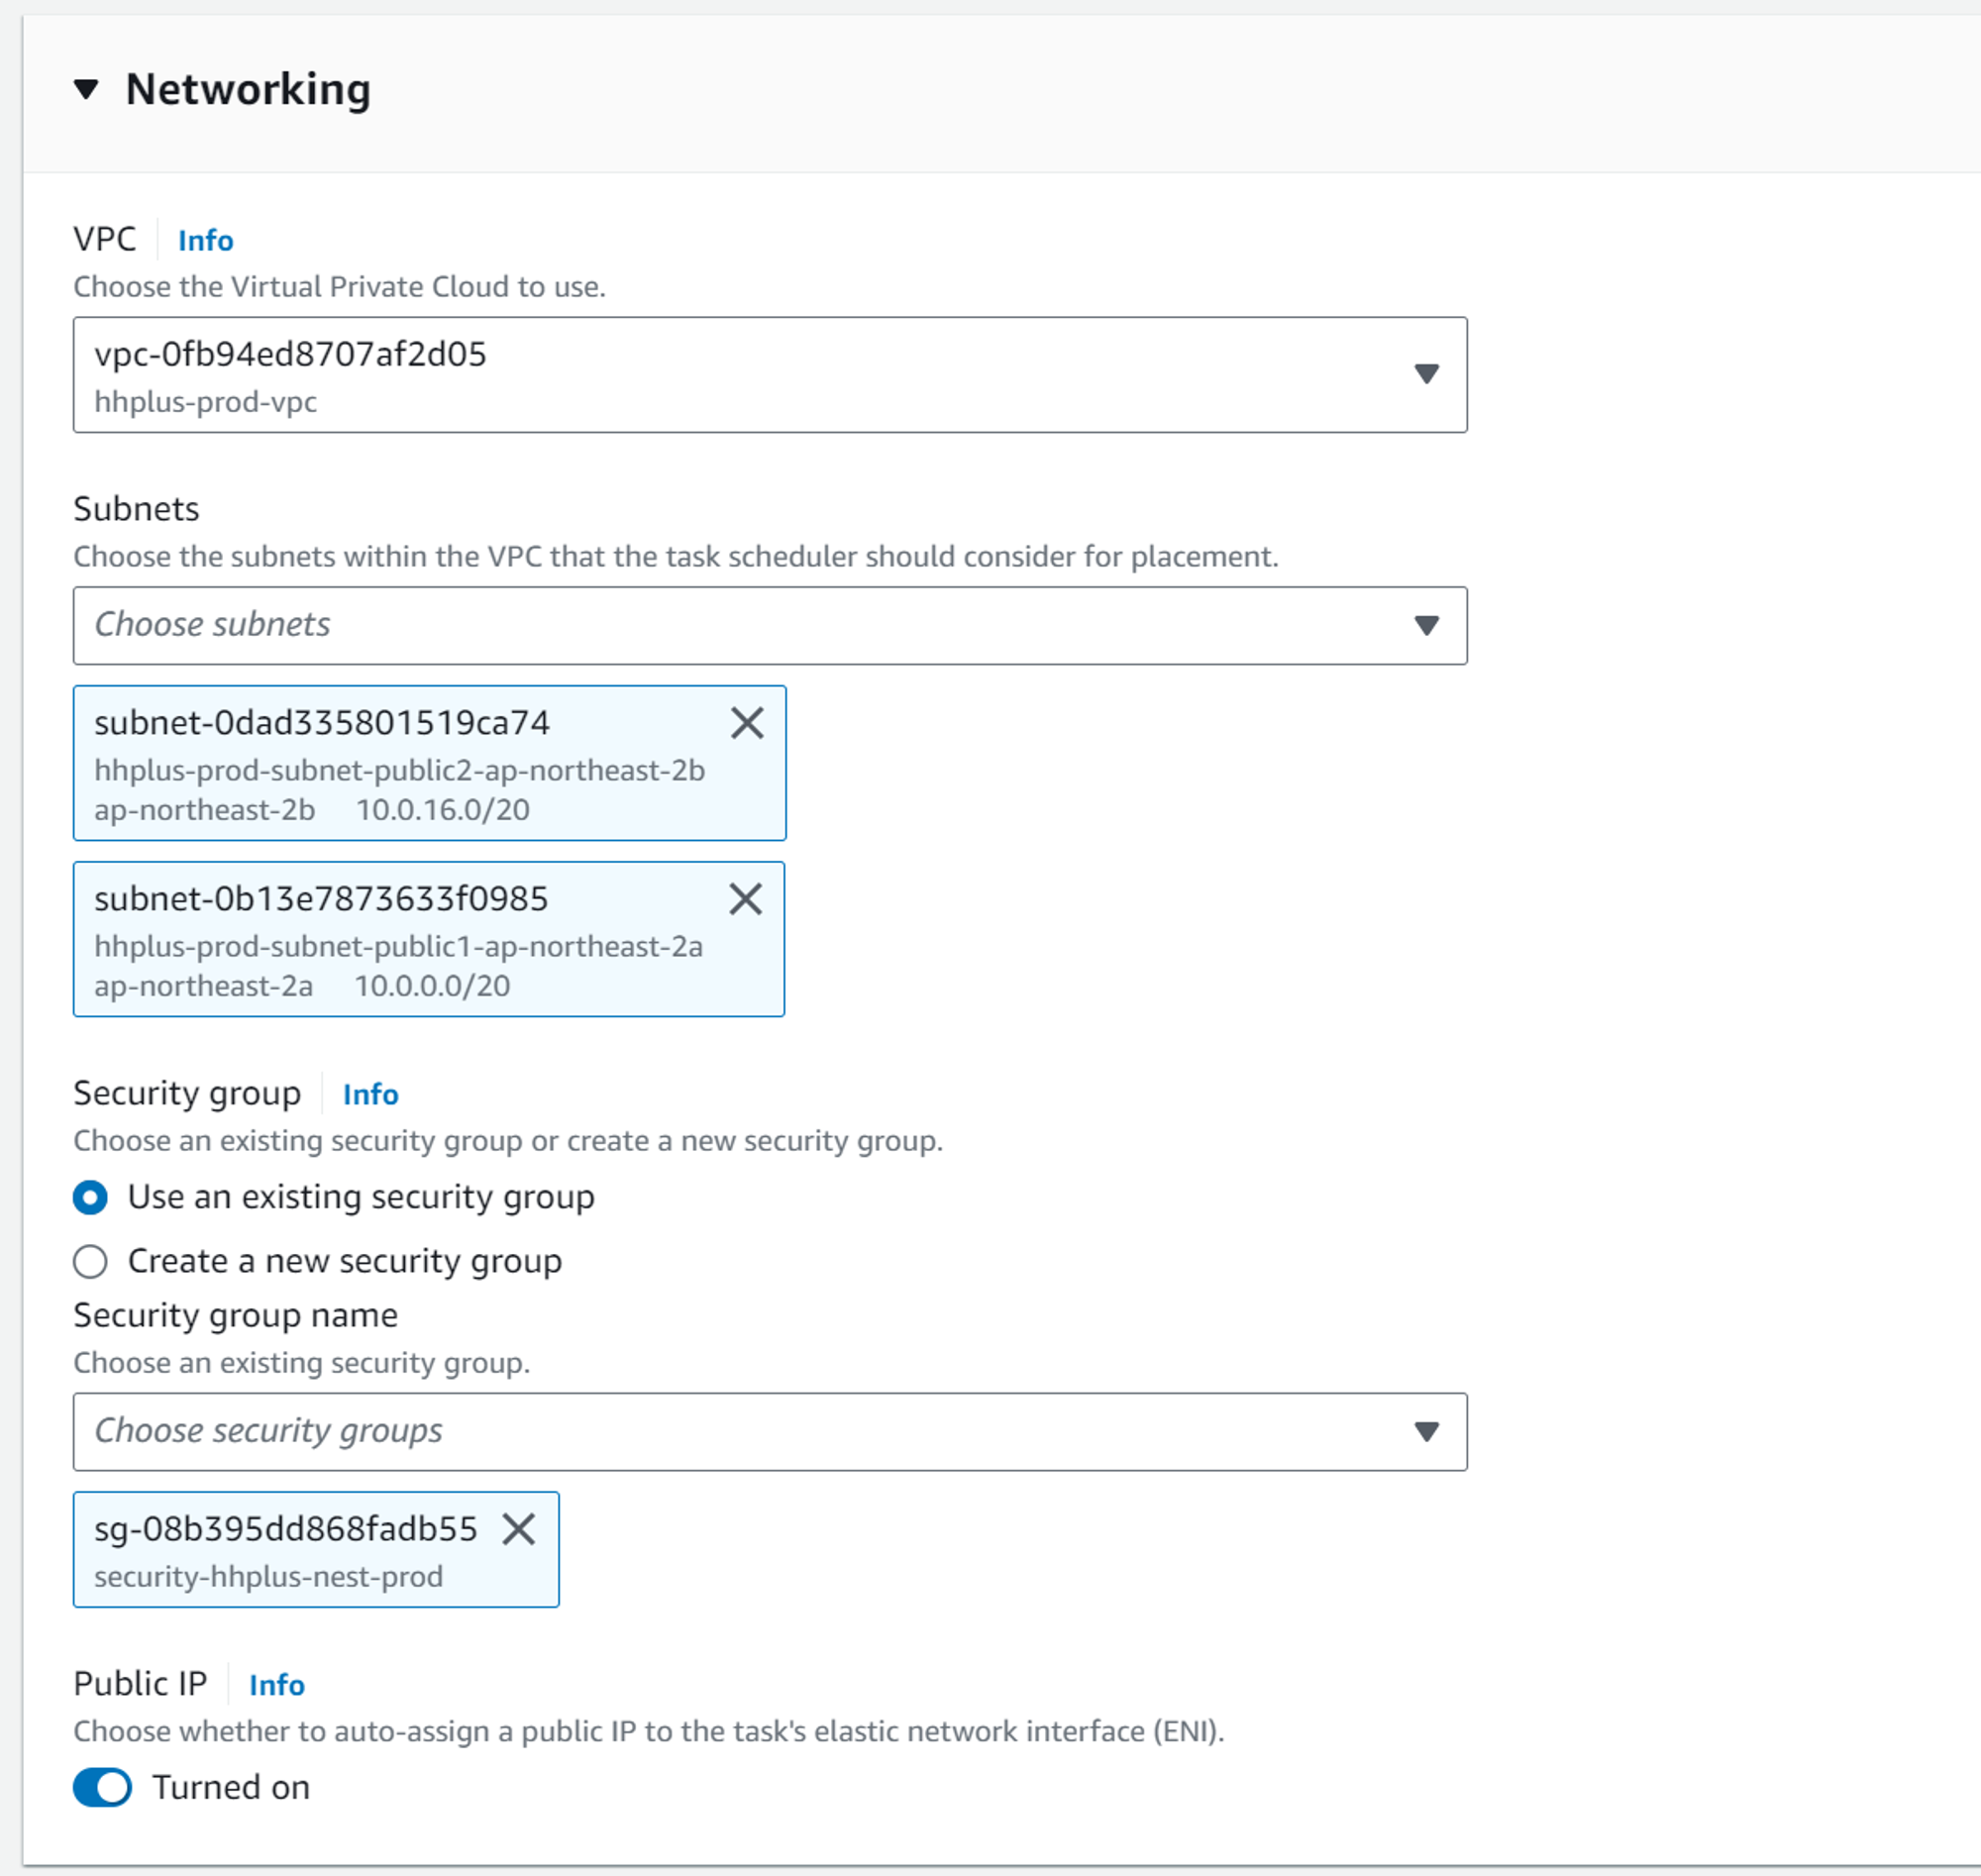 Networking
VPC Info
Choose the Virtual Private Cloud to use.
vpc-0fb94ed8707af2d05
hhplus-prod-vpc
Subnets
Choose the subnets within the VPC that the task scheduler should consider for placement.
Choose subnets
subnet-0dad335801519ca74
hhplus-prod-subnet-public2-ap-northeast-2b
ap-northeast-2b 10.0.16.0/20
subnet-0b13e7873633f0985
hhplus-prod-subnet-public1-ap-northeast-2a
ap-northeast-2a 10.0.0.0/20
Security group Info
Choose an existing security group or create a new security group.
Use an existing security group
Create a new security group
Security group name
Choose an existing security group.
Choose security groups
sg-08b395dd868fadb55
security-hhplus-nest-prod
Public IP Info
Choose whether to auto-assign a public IP to the task's elastic network interface (ENI).
Turned on